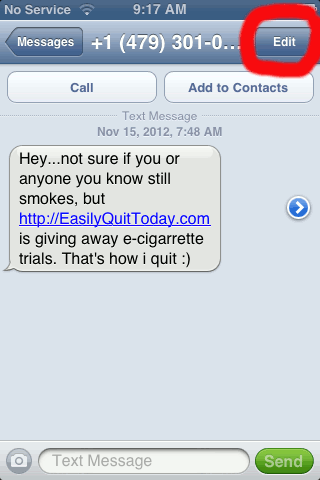 No Service 9:17 AM
Messages +1 (479) 301-0... Edit
Call Add to Contacts
Text Message
Nov 15, 2012, 7:48 AM
Hey...not sure if you or
anyone you know still
smokes, but
http://EasilyQuitToday.com
is giving away e-cigarrette
trials. That's how i quit :)
Text Message Send